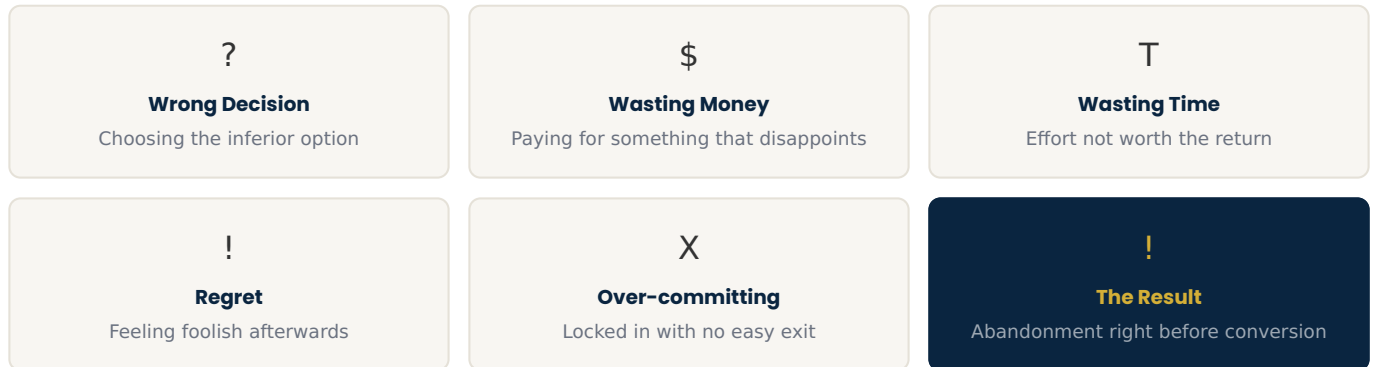 ?
Wrong Decision
Choosing the inferior option
$
Wasting Money
Paying for something that disappoints
T
Wasting Time
Effort not worth the return
!
Regret
Feeling foolish afterwards
X
Over-committing
Locked in with no easy exit
!
The Result
Abandonment right before conversion